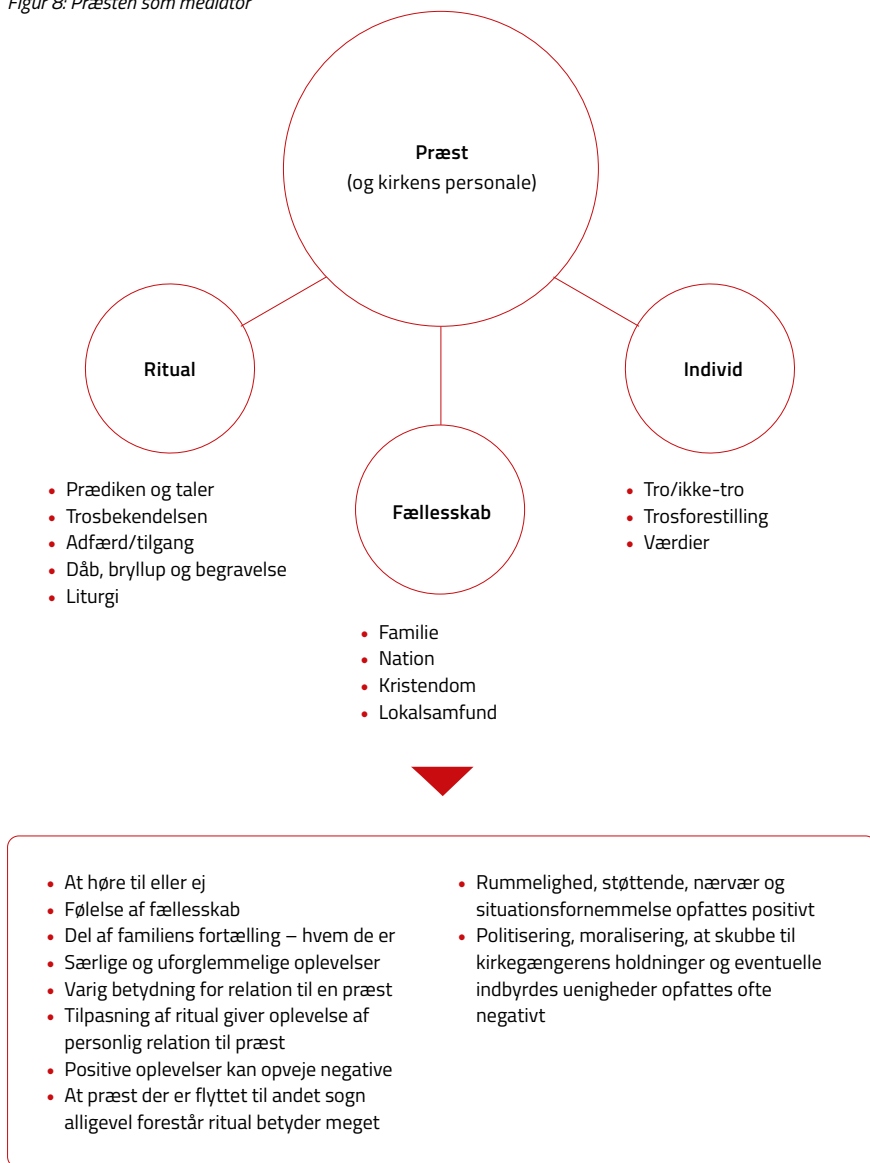 Figur 8: Præsten som mediator
Præst
(og kirkens personale)
Ritual
• Prædiken og taler
• Trosbekendelsen
• Adfærd/tilgang
• Dåb, bryllup og begravelse
• Liturgi
Fællesskab
• Familie
• Nation
• Kristendom
• Lokalsamfund
Individ
• Tro/ikke-tro
• Trosforestilling
• Værdier
• At høre til eller ej
• Følelse af fællesskab
• Del af familiens fortælling – hvem de er
• Særlige og uforglemmelige oplevelser
• Varig betydning for relation til en præst
• Tilpasning af ritual giver oplevelse af
personlig relation til præst
• Positive oplevelser kan opveje negative
• At præst der er flyttet til andet sogn
alligevel forestår ritual betyder meget
• Rummelighed, støttende, nærvær og
situationsfornemmelse opfattes positivt
• Politisering, moralisering, at skubbe til
kirkegængerens holdninger og eventuelle
indbyrdes uenigheder opfattes ofte
negativt